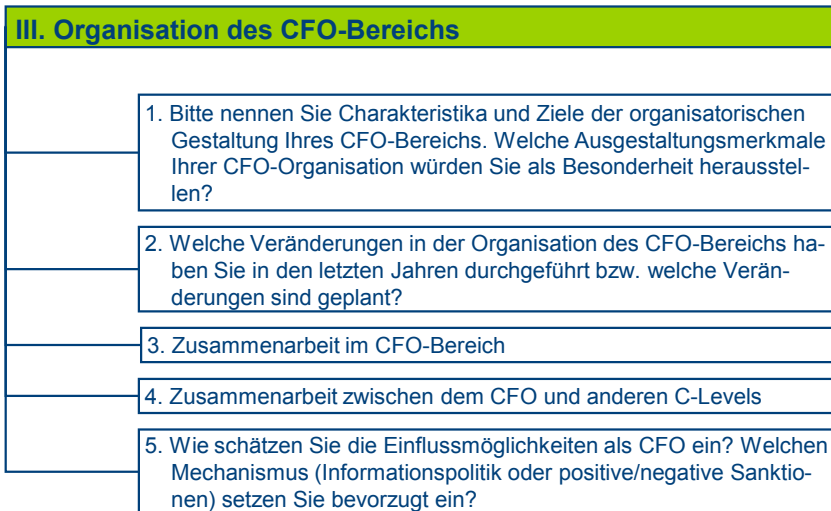 III. Organisation des CFO-Bereichs
1. Bitte nennen Sie Charakteristika und Ziele der organisatorischen
Gestaltung Ihres CFO-Bereichs. Welche Ausgestaltungsmerkmale
Ihrer CFO-Organisation würden Sie als Besonderheit herausstel-
len?
2. Welche Veränderungen in der Organisation des CFO-Bereichs ha-
ben Sie in den letzten Jahren durchgeführt bzw. welche Verän-
derungen sind geplant?
3. Zusammenarbeit im CFO-Bereich
4. Zusammenarbeit zwischen dem CFO und anderen C-Levels
5. Wie schätzen Sie die Einflussmöglichkeiten als CFO ein? Welchen
Mechanismus (Informationspolitik oder positive/negative Sanktio-
nen) setzen Sie bevorzugt ein?